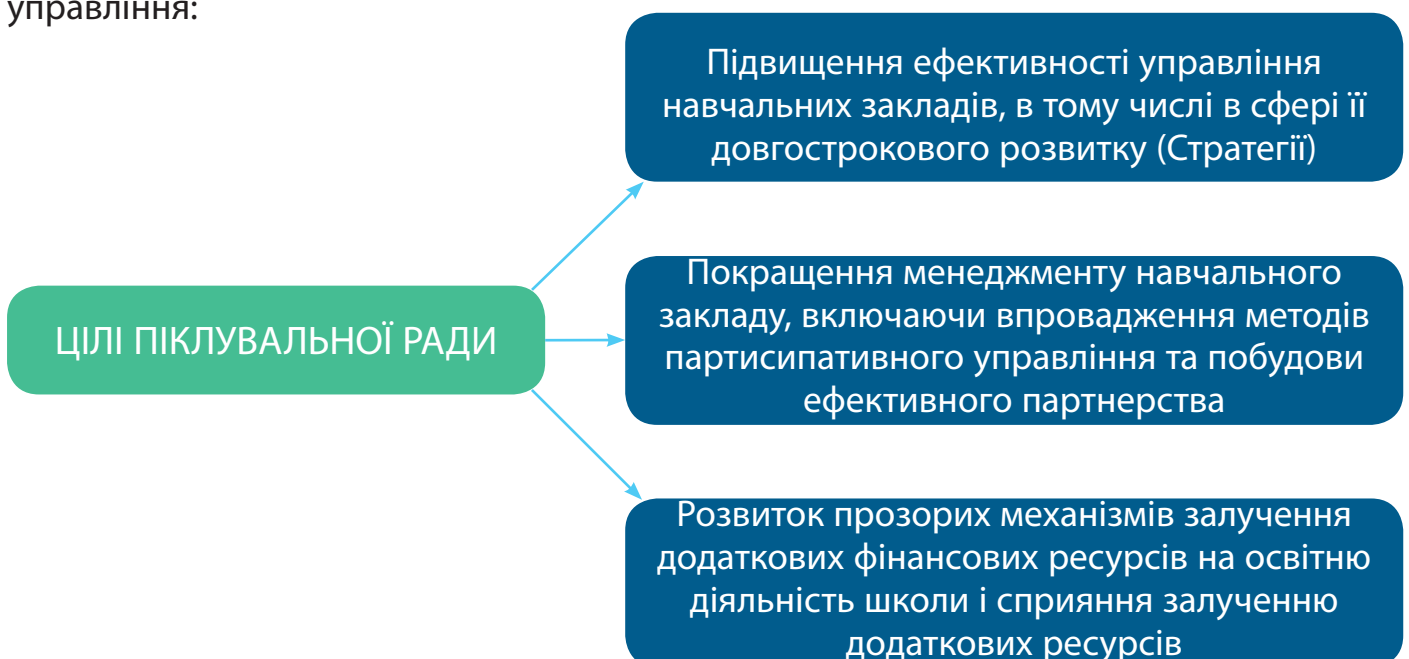 управління:
Підвищення ефективності управління
навчальних закладів, в тому числі в сфері її
довгострокового розвитку (Стратегії)
ЦІЛІ ПІКЛУВАЛЬНОЇ РАДИ
Покращення менеджменту навчального
закладу, включаючи впровадження методів
партисипативного управління та побудови
ефективного партнерства
Розвиток прозорих механізмів залучення
додаткових фінансових ресурсів на освітню
діяльність школи і сприяння залученню
додаткових ресурсів